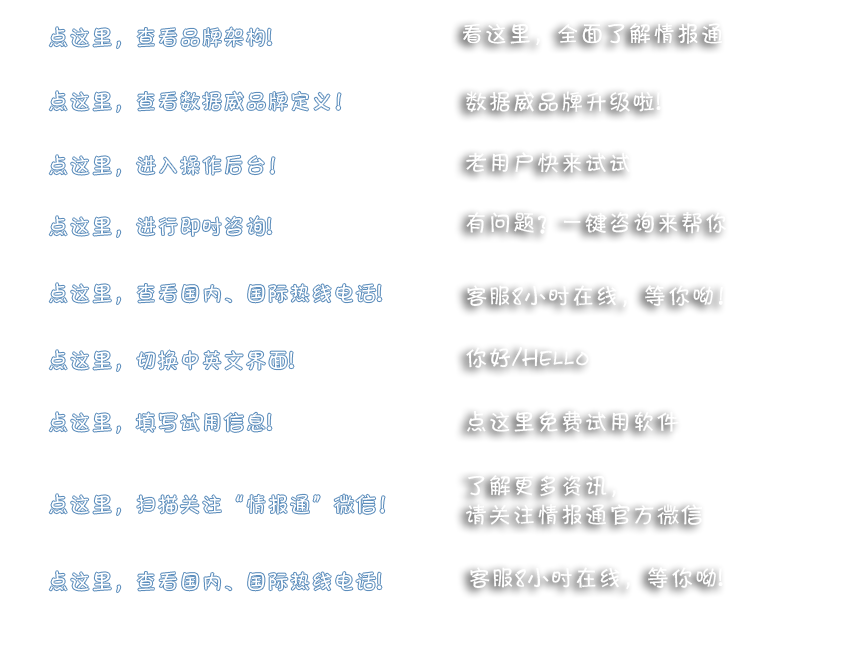 点这里，查看品牌架构!
看这里，全面了解情报通
点这里，查看数据威品牌定义!
数据威品牌升级啦!
点这里，进入操作后台!
老用户快来试试
点这里，进行即时咨询!
有问题？一键咨询来帮你
点这里，查看国内、国际热线电话!
客服8小时在线，等你呦!
点这里，切换中英文界面!
你好/HELLO
点这里，填写试用信息!
点这里免费试用软件
点这里，扫描关注“情报通”微信!
了解更多资讯，
请关注情报通官方微信
点这里，查看国内、国际热线电话!
客服8小时在线，等你呦!